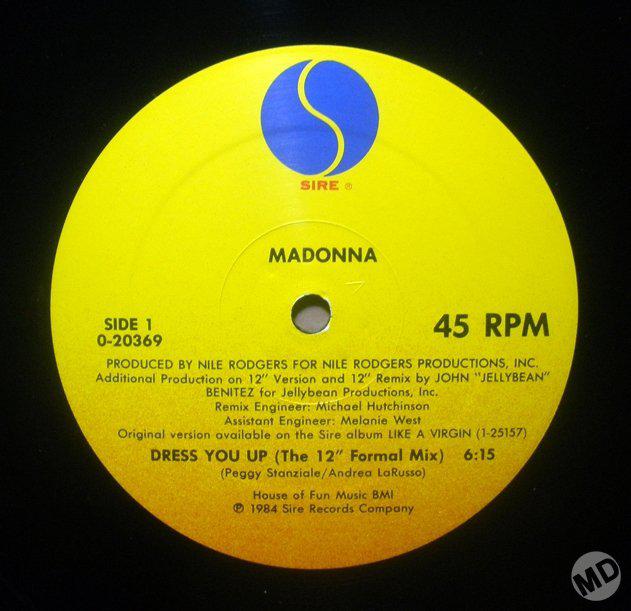 SIRE ®
MADONNA
SIDE 1
0-20369
45 RPM
PRODUCED BY NILE RODGERS FOR NILE RODGERS PRODUCTIONS, INC.
Additional Production on 12" Version and 12" Remix by JOHN "JELLYBEAN"
BENITEZ for Jellybean Productions, Inc.
Remix Engineer: Michael Hutchinson
Assistant Engineer: Melanie West
Original version available on the Sire album LIKE A VIRGIN (1-25157)
DRESS YOU UP (The 12" Formal Mix) 6:15
(Peggy Stanziale/Andrea LaRusso)
House of Fun Music BMI
℗ 1984 Sire Records Company
MD